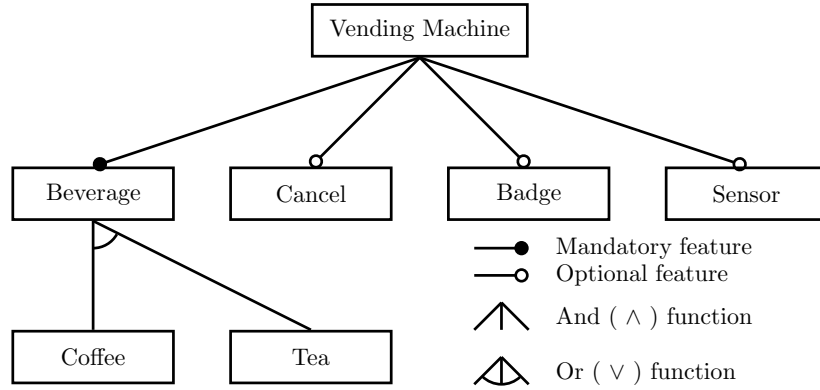 Vending Machine
Beverage
Cancel
Badge
Sensor
Mandatory feature
Optional feature
And ( ∧ ) function
Coffee
Tea
Or ( ∨ ) function